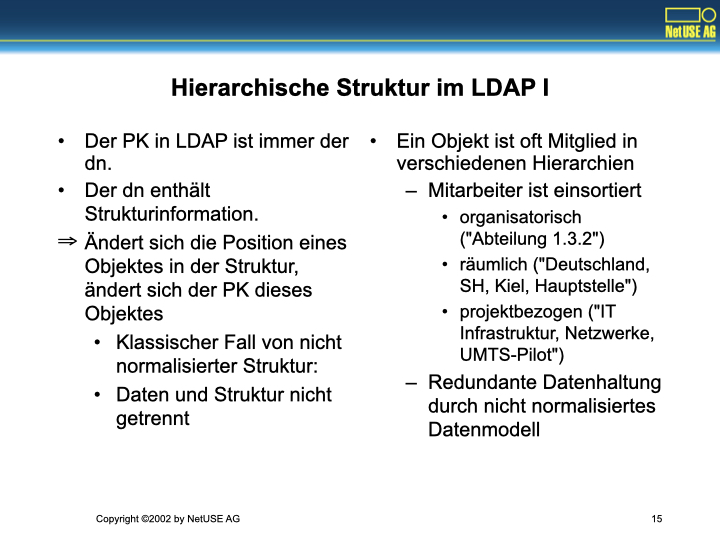 NetUSE AG
Hierarchische Struktur im LDAP I
• Der PK in LDAP ist immer der
dn.
• Der dn enthält
Strukturinformation.
⇒ Ändert sich die Position eines
Objektes in der Struktur,
ändert sich der PK dieses
Objektes
• Klassischer Fall von nicht
normalisierter Struktur:
• Daten und Struktur nicht
getrennt
• Ein Objekt ist oft Mitglied in
verschiedenen Hierarchien
– Mitarbeiter ist einsortiert
• organisatorisch
("Abteilung 1.3.2")
• räumlich ("Deutschland,
SH, Kiel, Hauptstelle")
• projektbezogen ("IT
Infrastruktur, Netzwerke,
UMTS-Pilot")
– Redundante Datenhaltung
durch nicht normalisiertes
Datenmodell
Copyright ©2002 by NetUSE AG
15